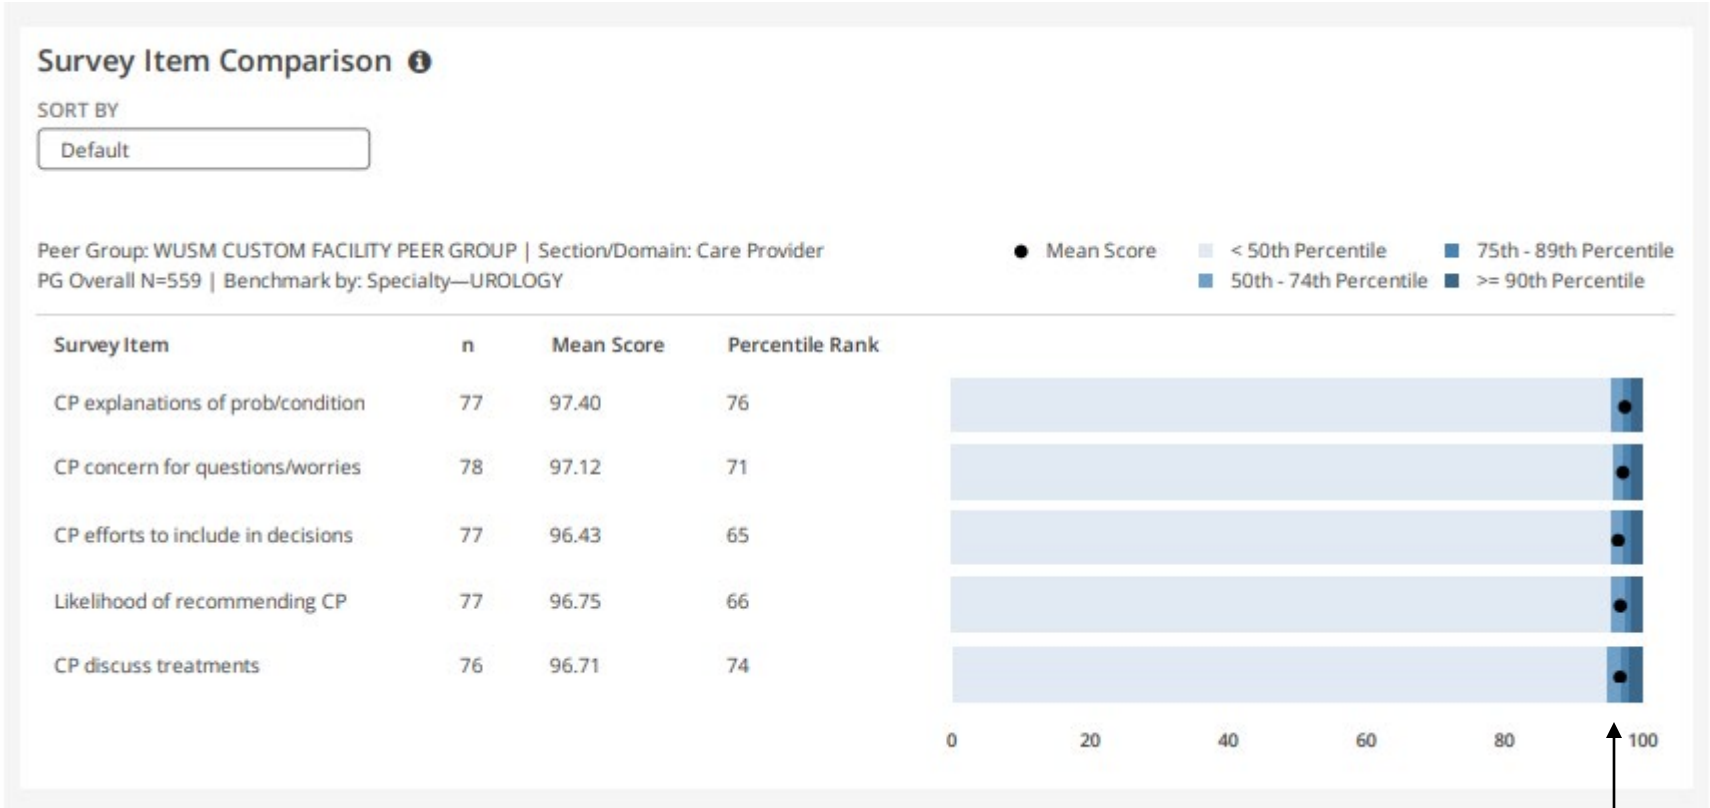 Survey Item Comparison
SORT BY
Default
Peer Group: WUSM CUSTOM FACILITY PEER GROUP | Section/Domain: Care Provider
PG Overall N=559 | Benchmark by: Specialty—UROLOGY
Mean Score < 50th Percentile 75th - 89th Percentile
50th - 74th Percentile >= 90th Percentile
Survey Item n Mean Score Percentile Rank
CP explanations of prob/condition 77 97.40 76
CP concern for questions/worries 78 97.12 71
CP efforts to include in decisions 77 96.43 65
Likelihood of recommending CP 77 96.75 66
CP discuss treatments 76 96.71 74
0 20 40 60 80 100